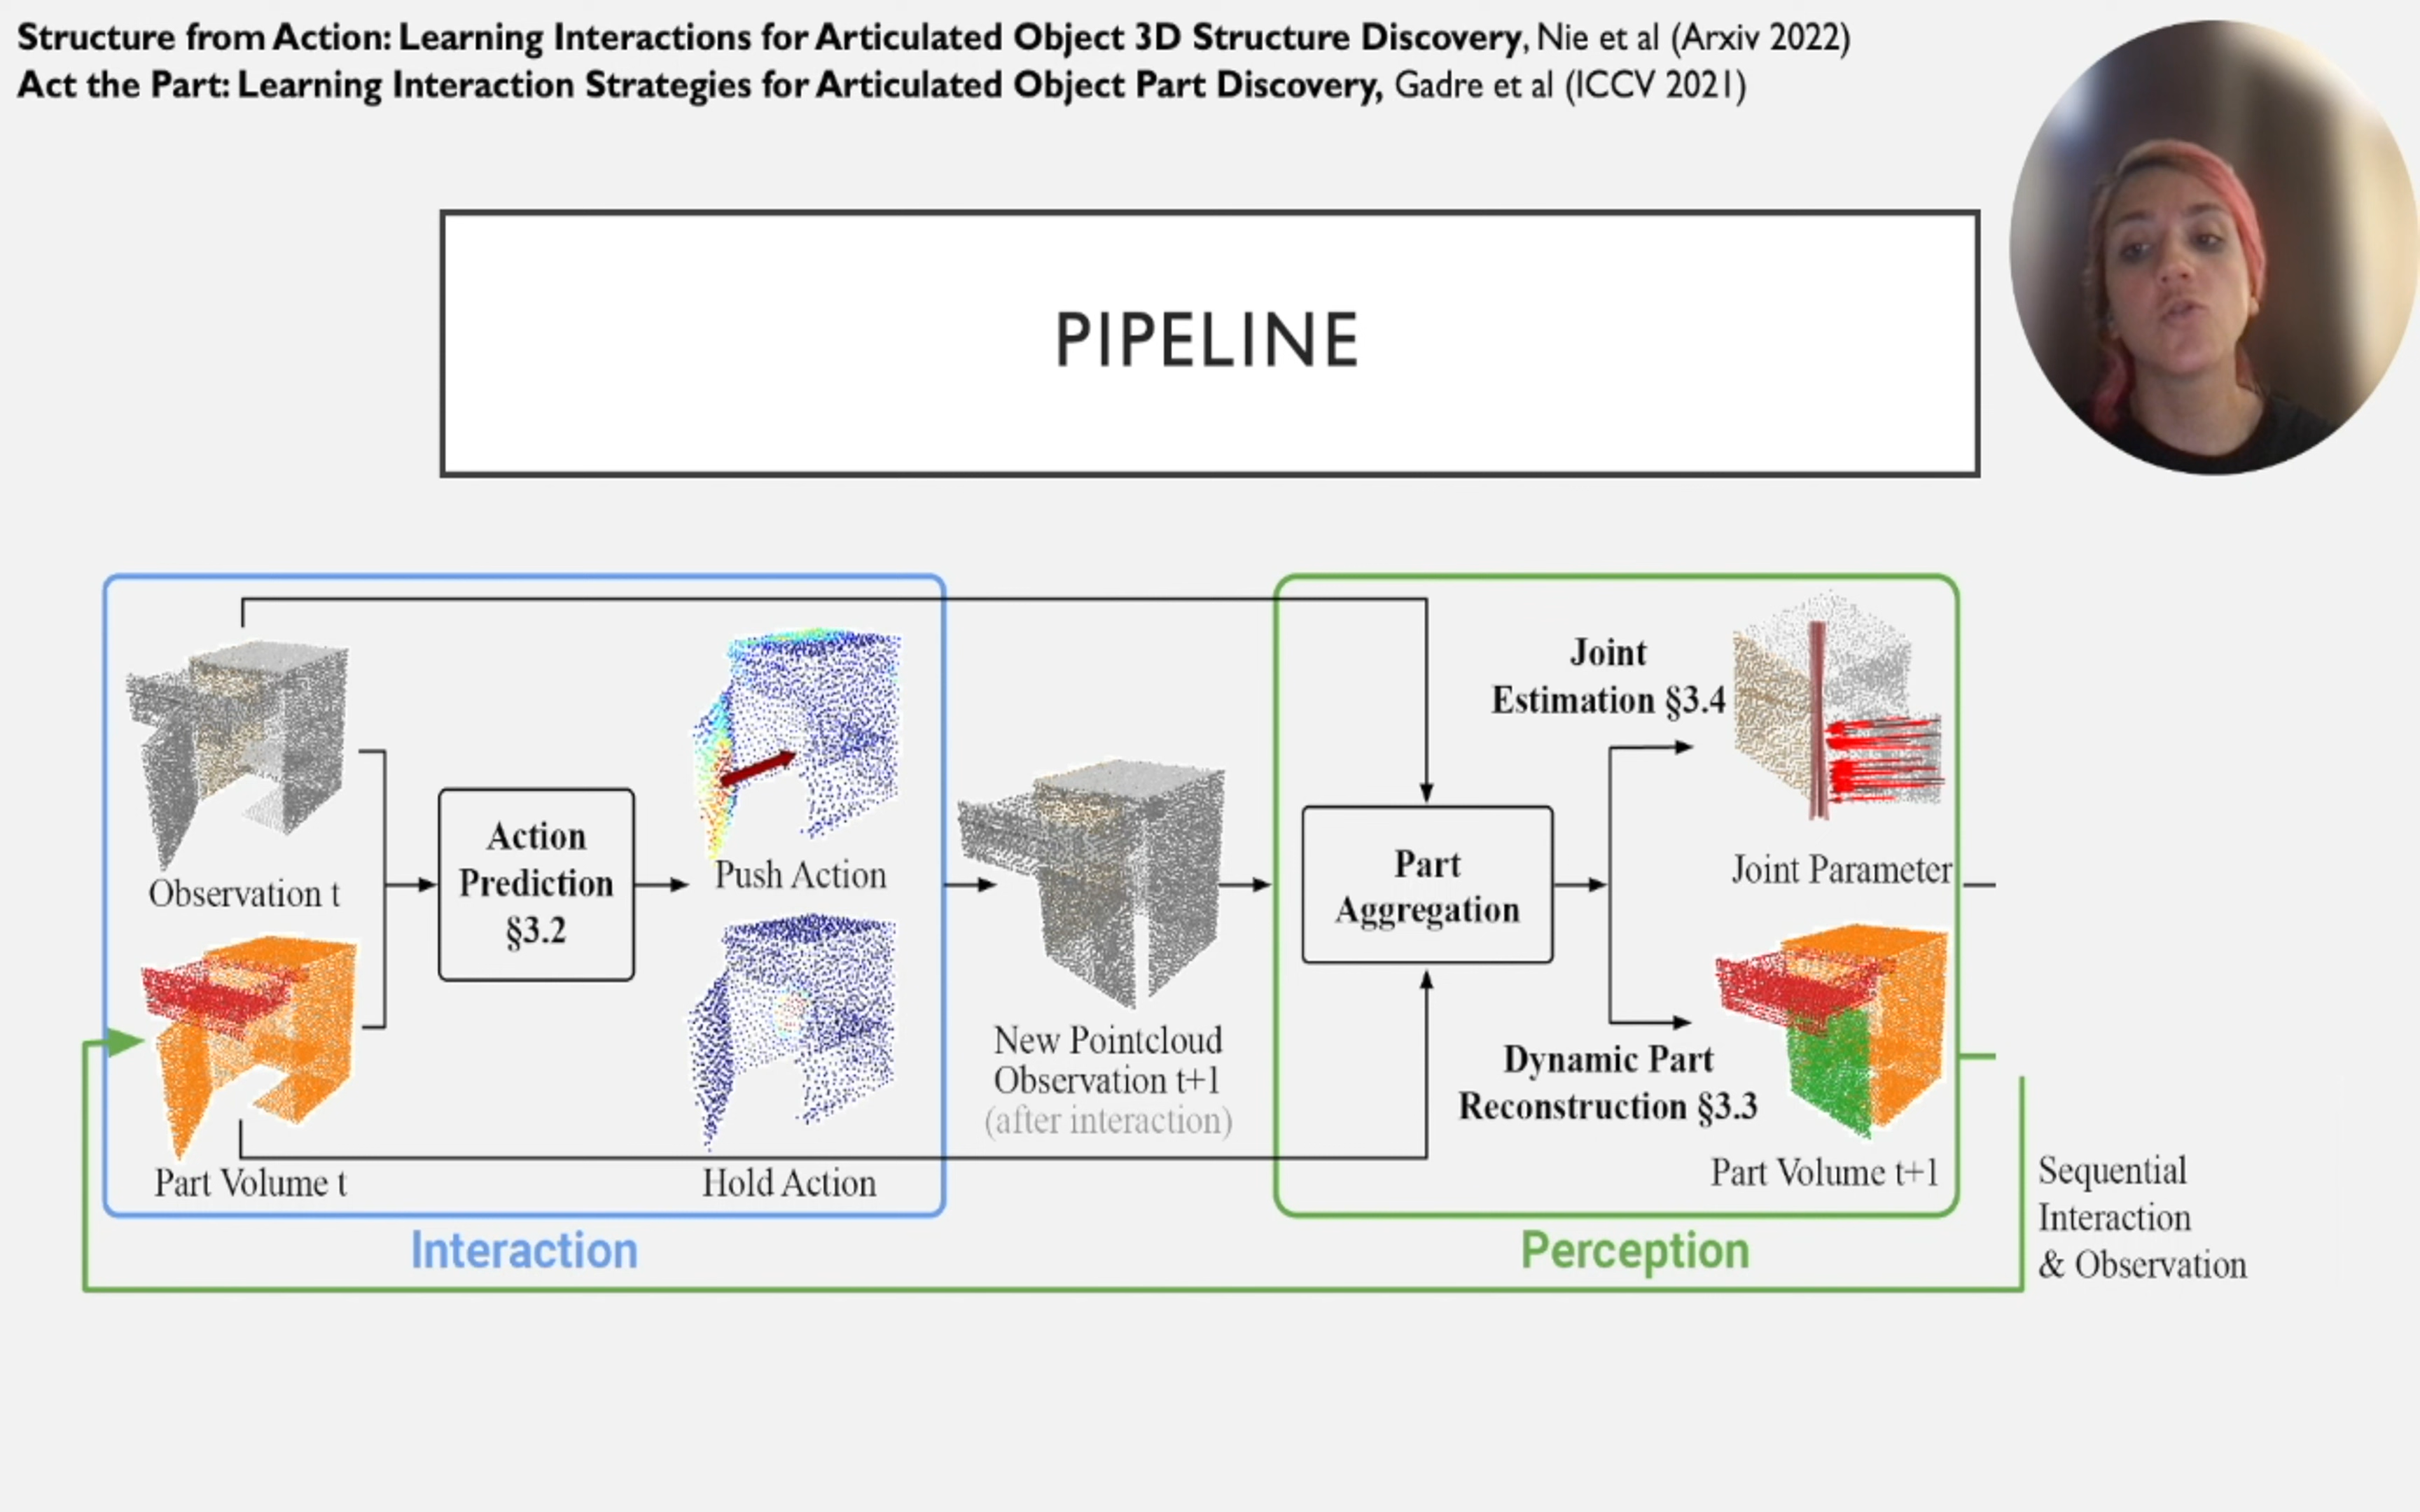 Structure from Action: Learning Interactions for Articulated Object 3D Structure Discovery, Nie et al (Arxiv 2022)
Act the Part: Learning Interaction Strategies for Articulated Object Part Discovery, Gadre et al (ICCV 2021)
PIPELINE
Observation t
Part Volume t
Action
Prediction
§3.2
Push Action
Hold Action
Interaction
New Pointcloud
Observation t+1
(after interaction)
Part
Aggregation
Joint
Estimation §3.4
Joint Parameter
Dynamic Part
Reconstruction §3.3
Part Volume t+1
Perception
Sequential
Interaction
& Observation